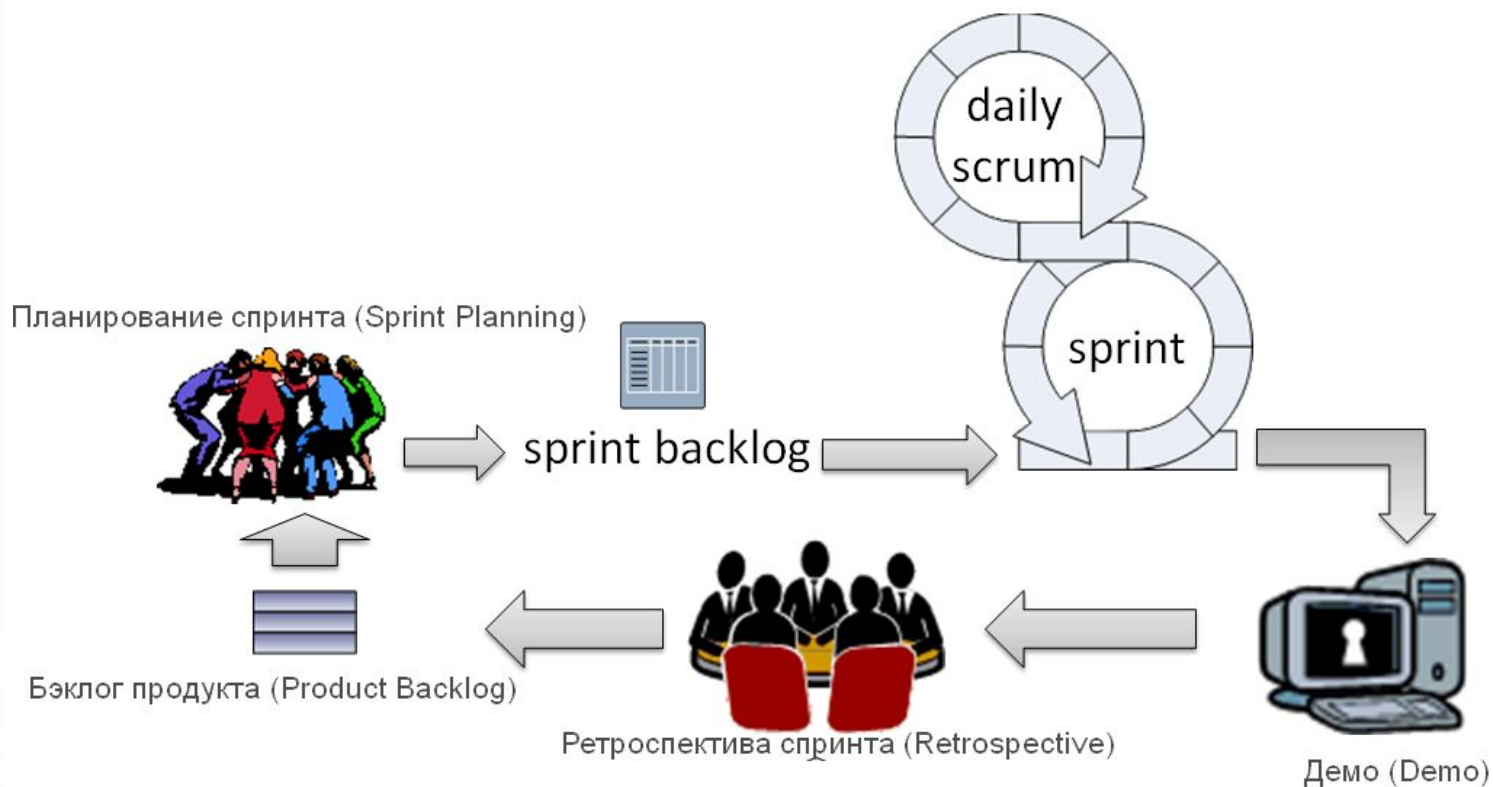 daily
scrum
Планирование спринта (Sprint Planning)
sprint
sprint backlog
Бэклог продукта (Product Backlog)
Ретроспектива спринта (Retrospective)
Демо (Demo)